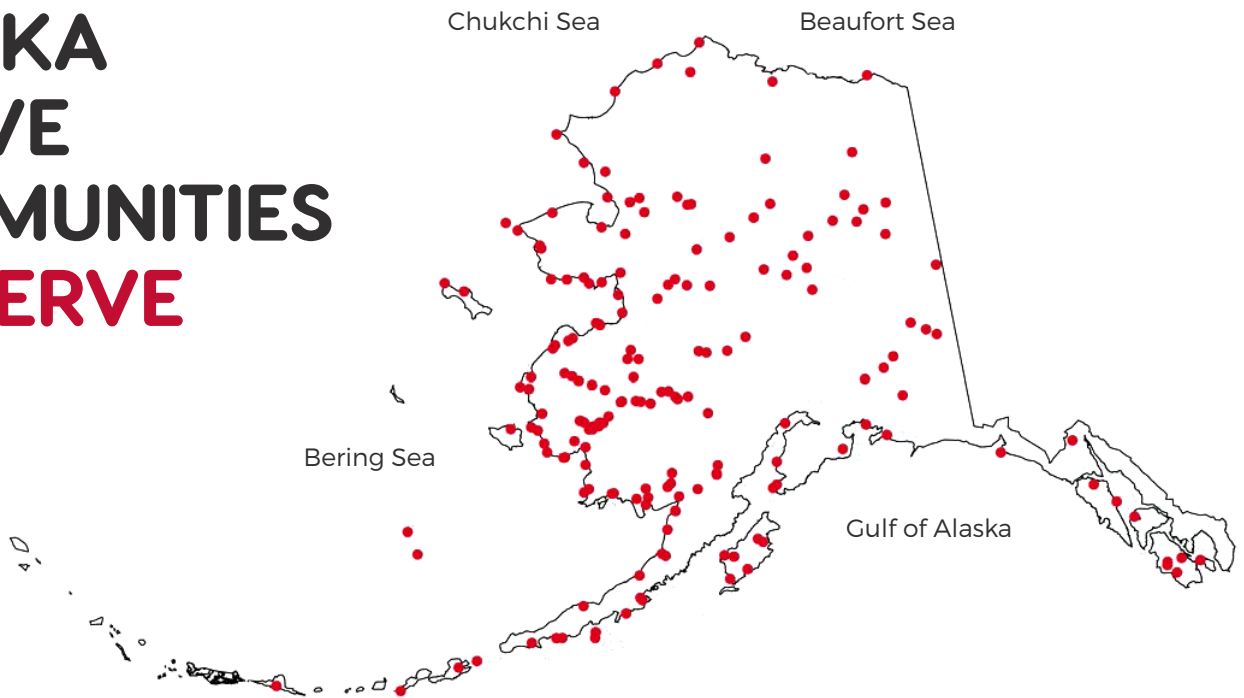 KA
VE
MUNITIES
ERVE
Chukchi Sea
Beaufort Sea
Bering Sea
Gulf of Alaska